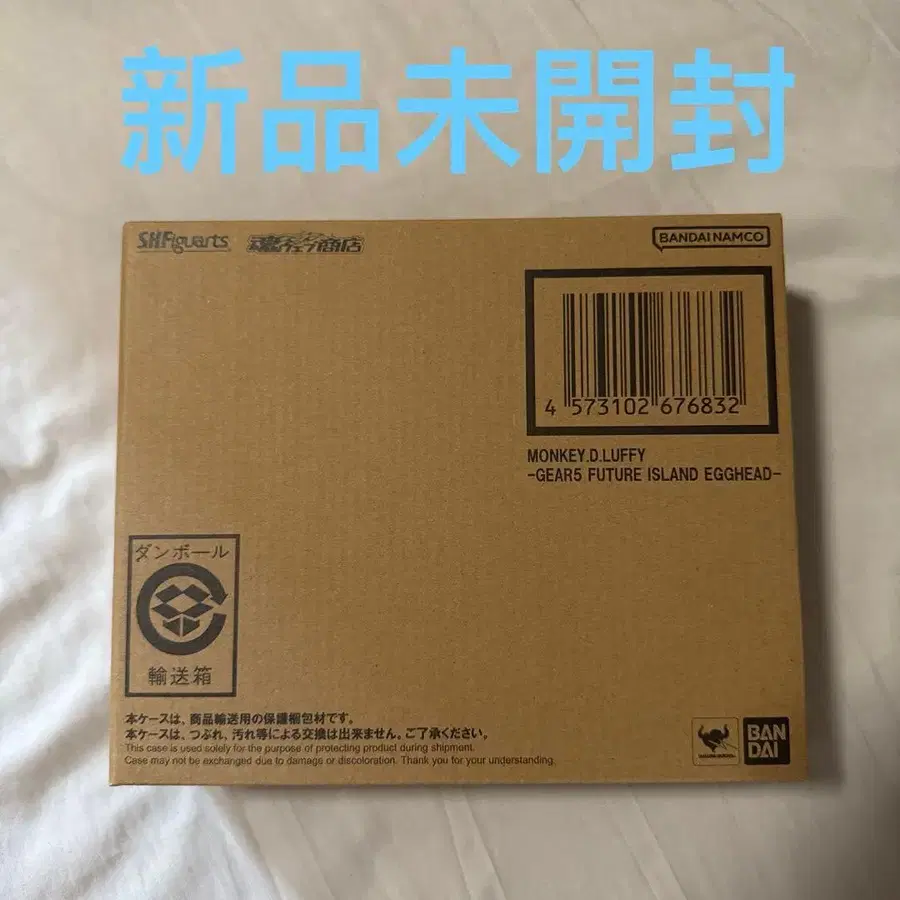 新品未開封
S.H.Figuarts 魂ウェブ商店
BANDAI NAMCO
4 573102 676832
MONKEY.D.LUFFY
-GEAR5 FUTURE ISLAND EGGHEAD-
ダンボール
輸送箱
本ケースは、商品輸送用の保護梱包材です。
本ケースは、つぶれ、汚れ等による交換は出来ません。ご了承ください。
This case is used solely for the purpose of protecting product during shipment.
Case may not be exchanged due to damage or discoloration. Thank you for your understanding.
BAN
DAI